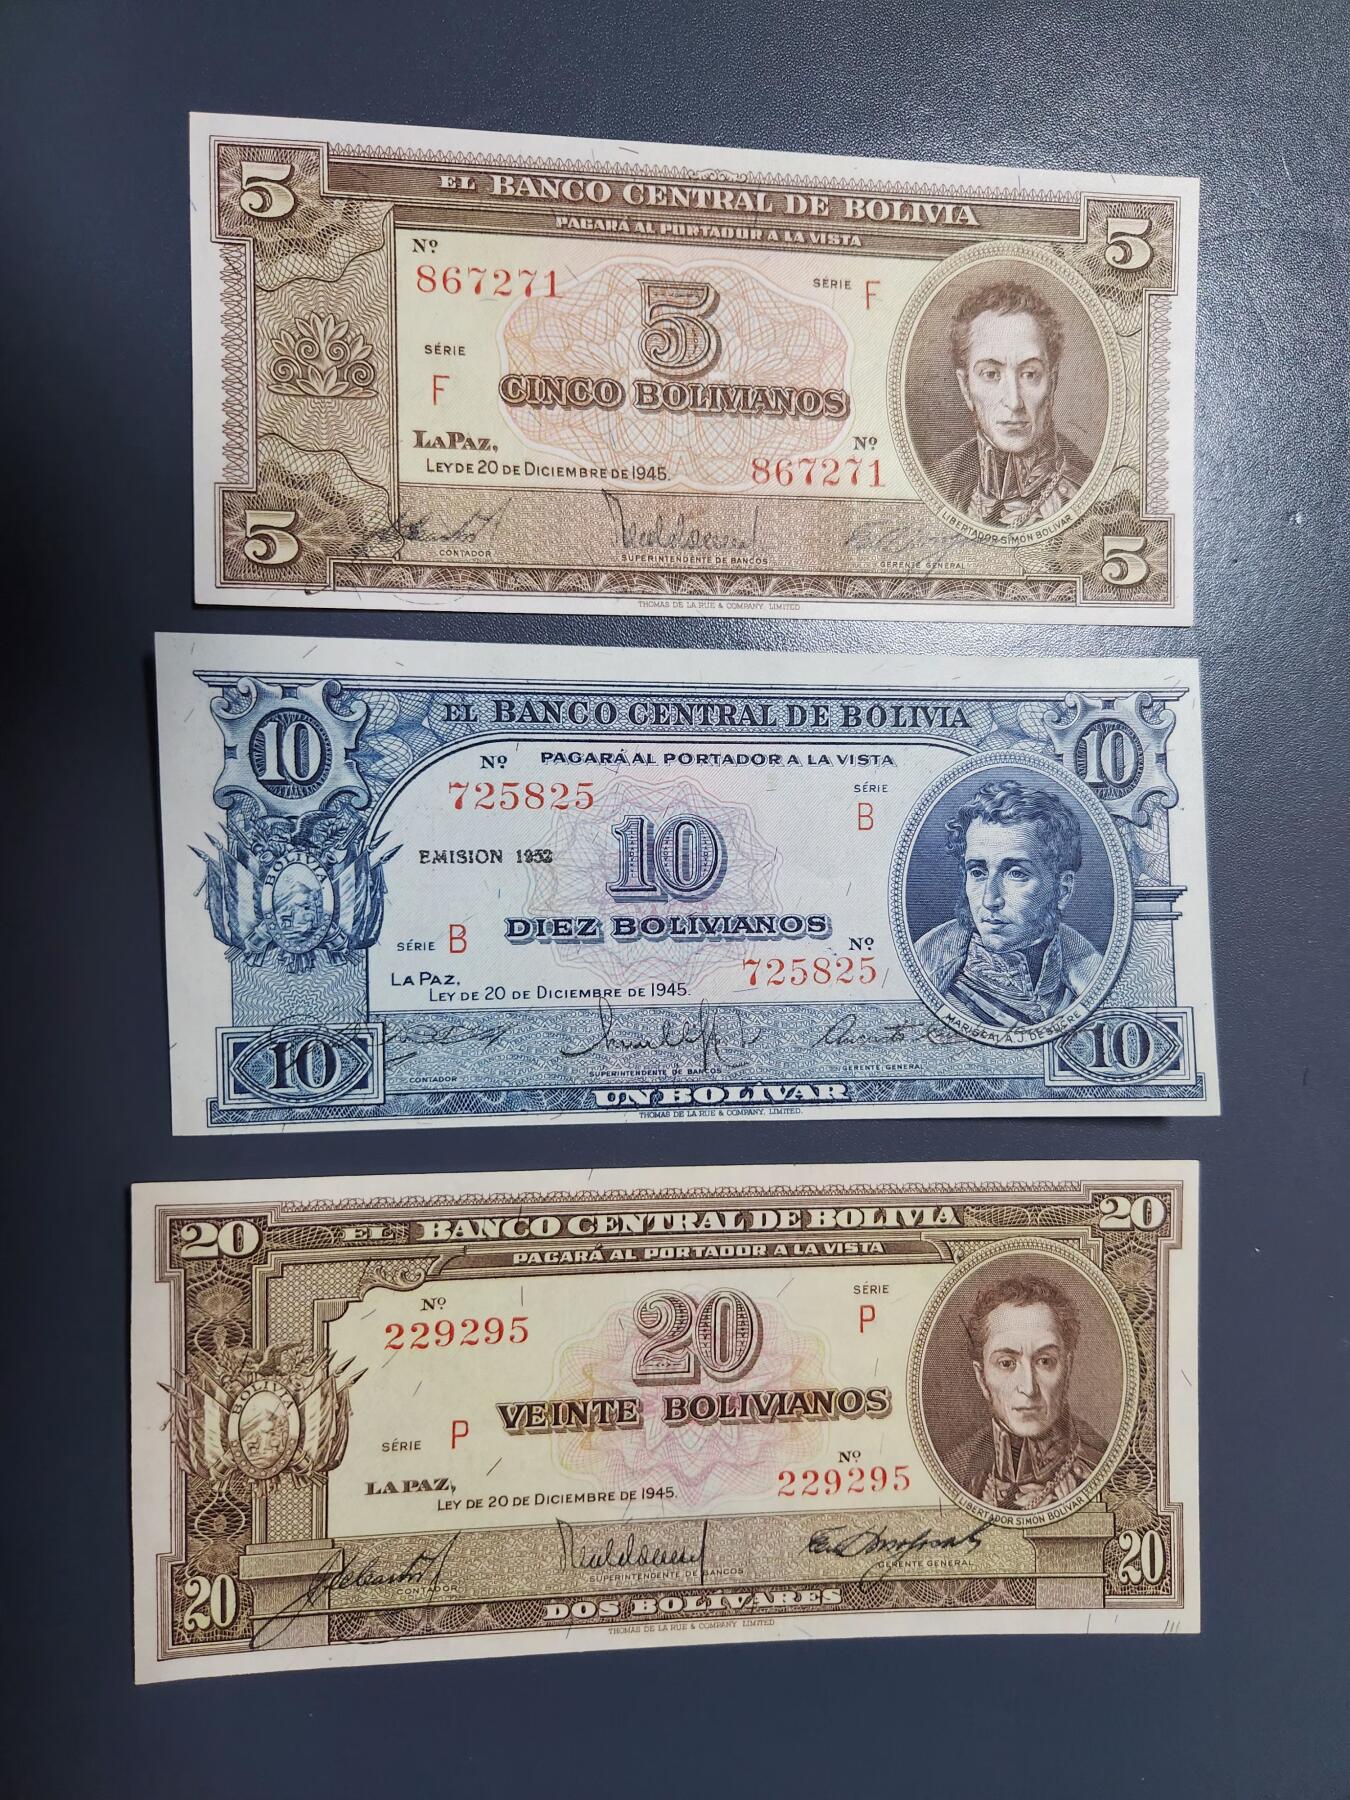 5
5
EL BANCO CENTRAL DE BOLIVIA
PAGARÁ AL PORTADOR A LA VISTA
Nº
867271
SÉRIE F
5
SÉRIE
F
CINCO BOLIVIANOS
LA PAZ,
LEY DE 20 DE DICIEMBRE DE 1945.
Nº
867271
LIBERTADOR SIMÓN BOLIVAR
5
5
CONTADOR
SUPERINTENDENTE DE BANCOS
GERENTE GENERAL
THOMAS DE LA RUE & COMPANY, LIMITED
10
10
EL BANCO CENTRAL DE BOLIVIA
Nº PAGARÁ AL PORTADOR A LA VISTA
725825
SÉRIE
B
10
EMISION 1952
BOLIVIA
DIEZ BOLIVIANOS
SÉRIE B
Nº
725825
LA PAZ,
LEY DE 20 DE DICIEMBRE DE 1945.
MARISCAL A. J. DE SUCRE
10
10
CONTADOR
SUPERINTENDENTE DE BANCOS
GERENTE GENERAL
UN BOLÍVAR
THOMAS DE LA RUE & COMPANY, LIMITED.
20
20
EL BANCO CENTRAL DE BOLIVIA
PAGARÁ AL PORTADOR A LA VISTA
Nº
229295
SÉRIE
P
20
BOLIVIA
VEINTE BOLIVIANOS
SÉRIE P
Nº
229295
LA PAZ,
LEY DE 20 DE DICIEMBRE DE 1945.
LIBERTADOR SIMÓN BOLIVAR
20
20
CONTADOR
SUPERINTENDENTE DE BANCOS
GERENTE GENERAL
DOS BOLÍVARES
THOMAS DE LA RUE & COMPANY, LIMITED